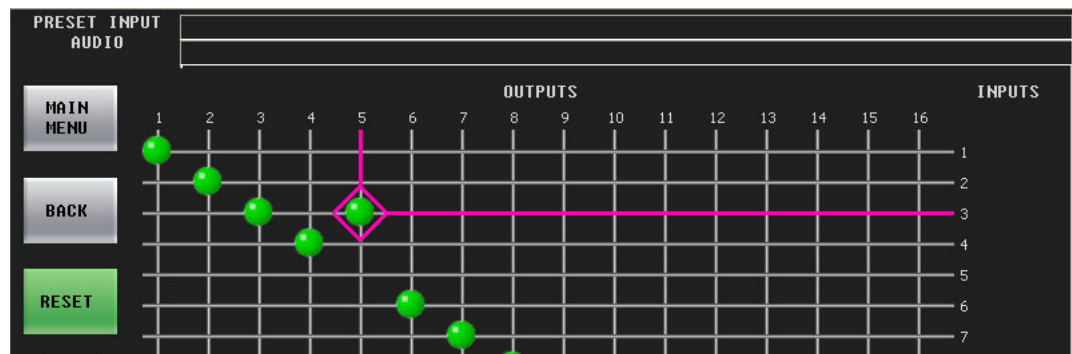 PRESET INPUT
AUDIO
OUTPUTS INPUTS
MAIN
MENU
1 2 3 4 5 6 7 8 9 10 11 12 13 14 15 16
1
2
BACK
3
4
5
RESET
6
7